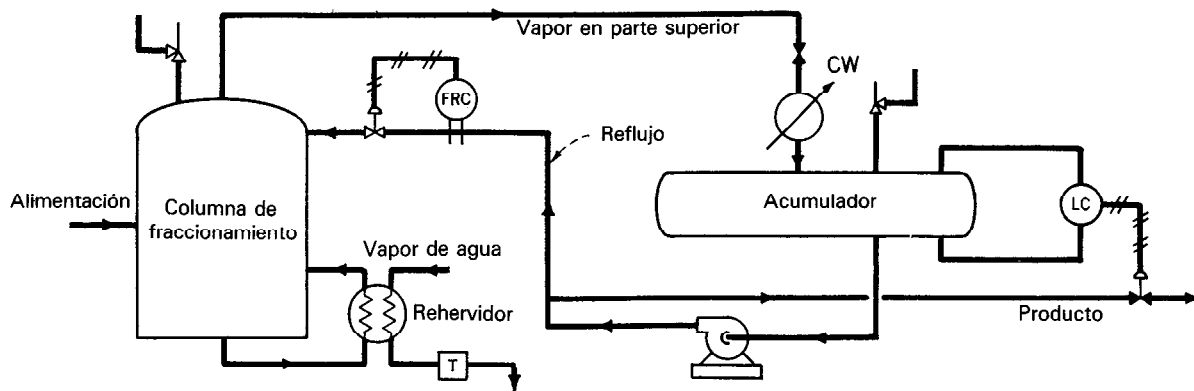 Vapor en parte superior
CW
FRC
Reflujo
Alimentación
Columna de
fraccionamiento
Acumulador
LC
Vapor de agua
Rehervidor
Producto
T